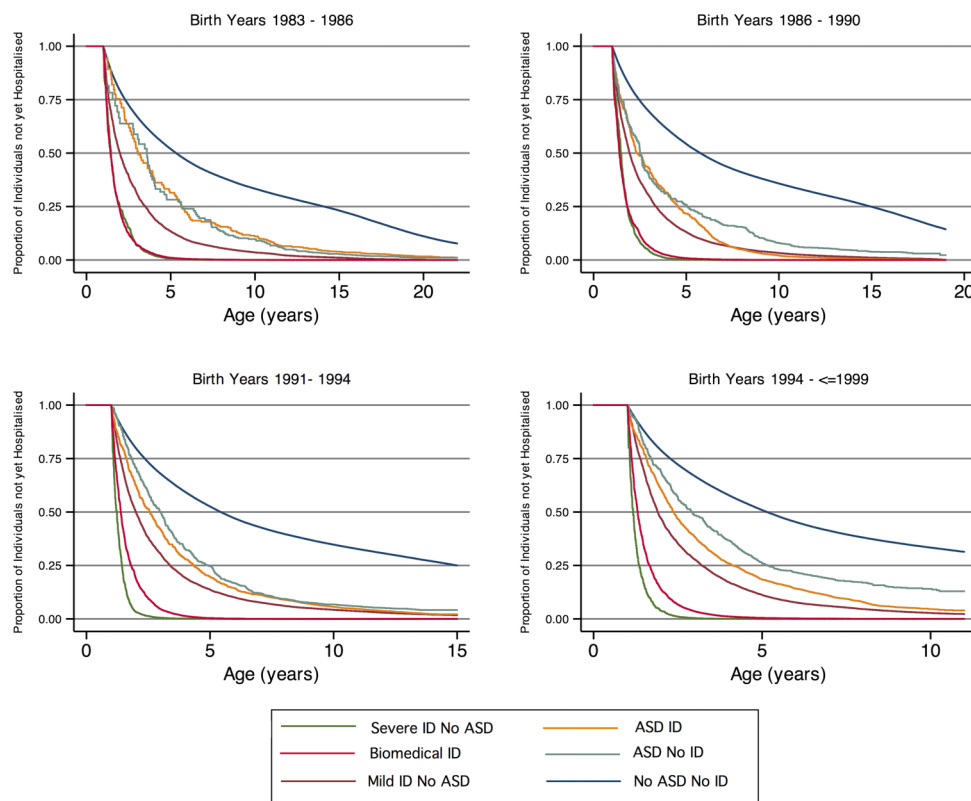 Birth Years 1983 - 1986
Proportion of Individuals not yet Hospitalised
1.00
0.75
0.50
0.25
0.00
0 5 10 15 20
Age (years)
Birth Years 1986 - 1990
Proportion of Individuals not yet Hospitalised
1.00
0.75
0.50
0.25
0.00
0 5 10 15 20
Age (years)
Birth Years 1991- 1994
Proportion of Individuals not yet Hospitalised
1.00
0.75
0.50
0.25
0.00
0 5 10 15
Age (years)
Birth Years 1994 - <=1999
Proportion of Individuals not yet Hospitalised
1.00
0.75
0.50
0.25
0.00
0 5 10
Age (years)
Severe ID No ASD
ASD ID
Biomedical ID
ASD No ID
Mild ID No ASD
No ASD No ID